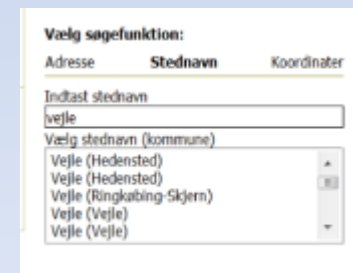 Vælg søgefunktion:
Adresse Stednavn Koordinater
Indtast stednavn
vejle
Vælg stednavn (kommune)
Vejle (Hedensted)
Vejle (Hedensted)
Vejle (Ringkøbing-Skjern)
Vejle (Vejle)
Vejle (Vejle)